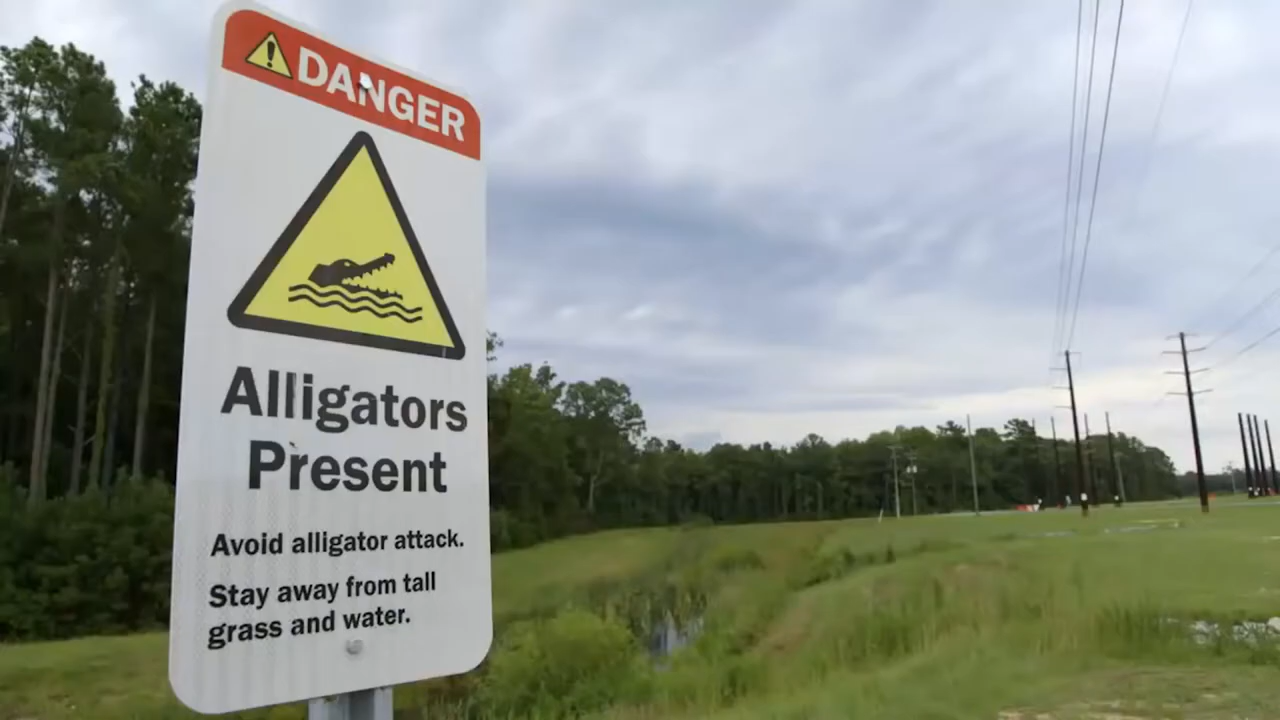 DANGER
Alligators
Present
Avoid alligator attack.
Stay away from tall
grass and water.